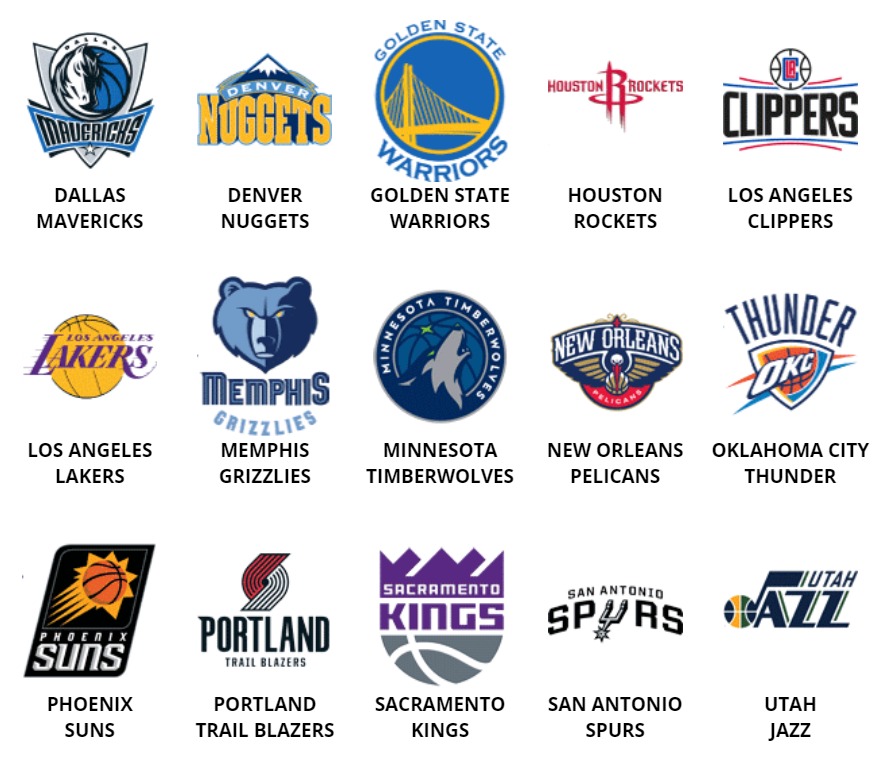 DALLAS
MAVERICKS
DENVER
NUGGETS
GOLDEN STATE
WARRIORS
HOUSTON ROCKETS
R
CLIPPERS
DALLAS
MAVERICKS
DENVER
NUGGETS
GOLDEN STATE
WARRIORS
HOUSTON
ROCKETS
LOS ANGELES
CLIPPERS
LOS ANGELES
LAKERS
MEMPHIS
GRIZZLIES
MINNESOTA TIMBERWOLVES
NEW ORLEANS
PELICANS
THUNDER
OKC
LOS ANGELES
LAKERS
MEMPHIS
GRIZZLIES
MINNESOTA
TIMBERWOLVES
NEW ORLEANS
PELICANS
OKLAHOMA CITY
THUNDER
PHOENIX
SUNS
PORTLAND
TRAIL BLAZERS
SACRAMENTO
KINGS
SAN ANTONIO
SPURS
UTAH
JAZZ
PHOENIX
SUNS
PORTLAND
TRAIL BLAZERS
SACRAMENTO
KINGS
SAN ANTONIO
SPURS
UTAH
JAZZ